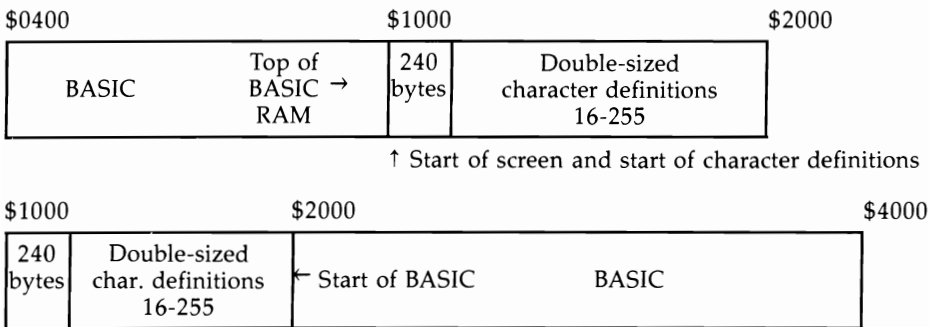 $0400 $1000 $2000
BASIC
Top of
BASIC →
RAM
240
bytes
Double-sized
character definitions
16-255
↑ Start of screen and start of character definitions
$1000 $2000 $4000
240
bytes
Double-sized
char. definitions
16-255
← Start of BASIC
BASIC